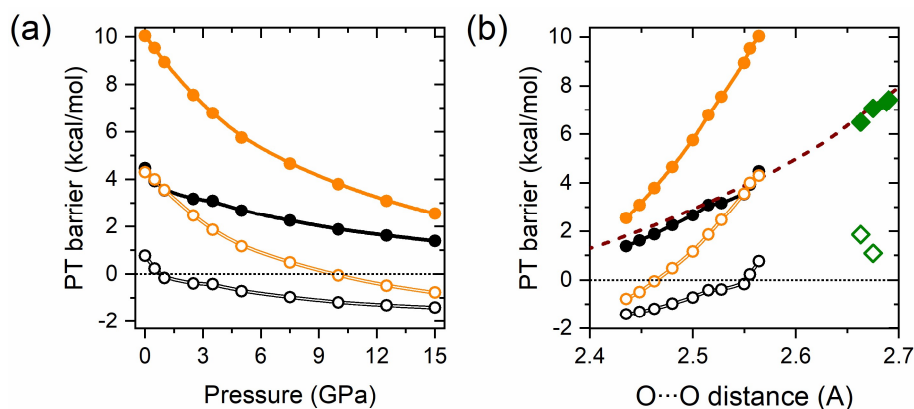 (a)
PT barrier (kcal/mol)
10
8
6
4
2
0
-2
0 3 6 9 12 15
Pressure (GPa)
(b)
PT barrier (kcal/mol)
10
8
6
4
2
0
-2
2.4 2.5 2.6 2.7
O···O distance (A)